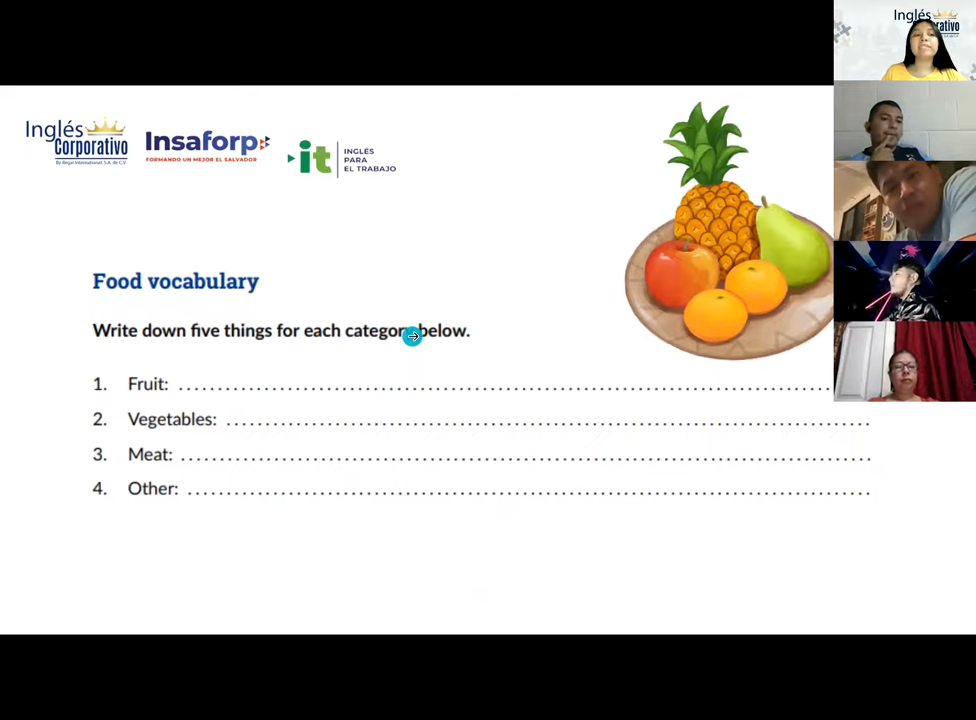 Inglés
Corporativo
By Regal International, S.A. de C.V.
Insaforp
FORMANDO UN MEJOR EL SALVADOR
it
INGLÉS
PARA
EL TRABAJO
Inglés
Food vocabulary
Write down five things for each category below.
1. Fruit: ................................................................................
2. Vegetables: ................................................................................
3. Meat: ................................................................................
4. Other: ................................................................................